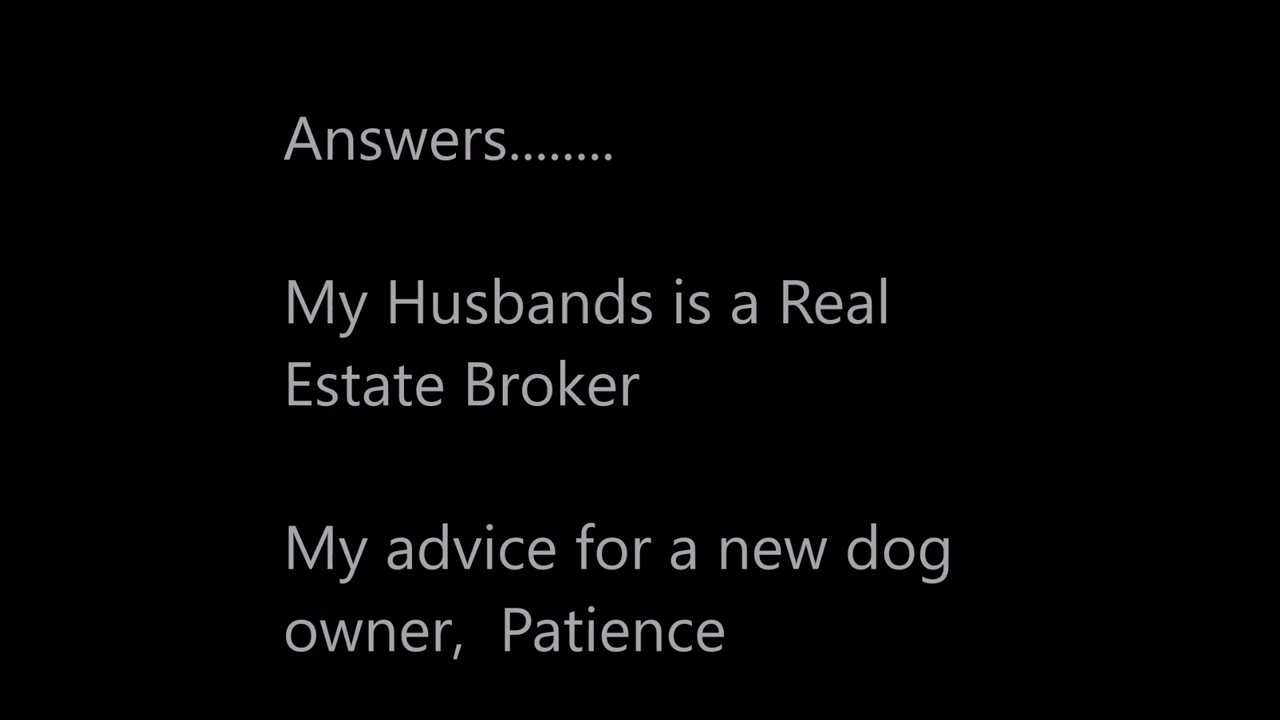 Answers........
My Husbands is a Real
Estate Broker
My advice for a new dog
owner,  Patience